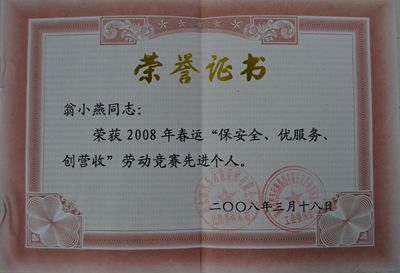 荣誉证书
翁小燕同志：
荣获2008年春运“保安全、优服务、
创营收”劳动竞赛先进个人。
二〇〇八年三月十八日